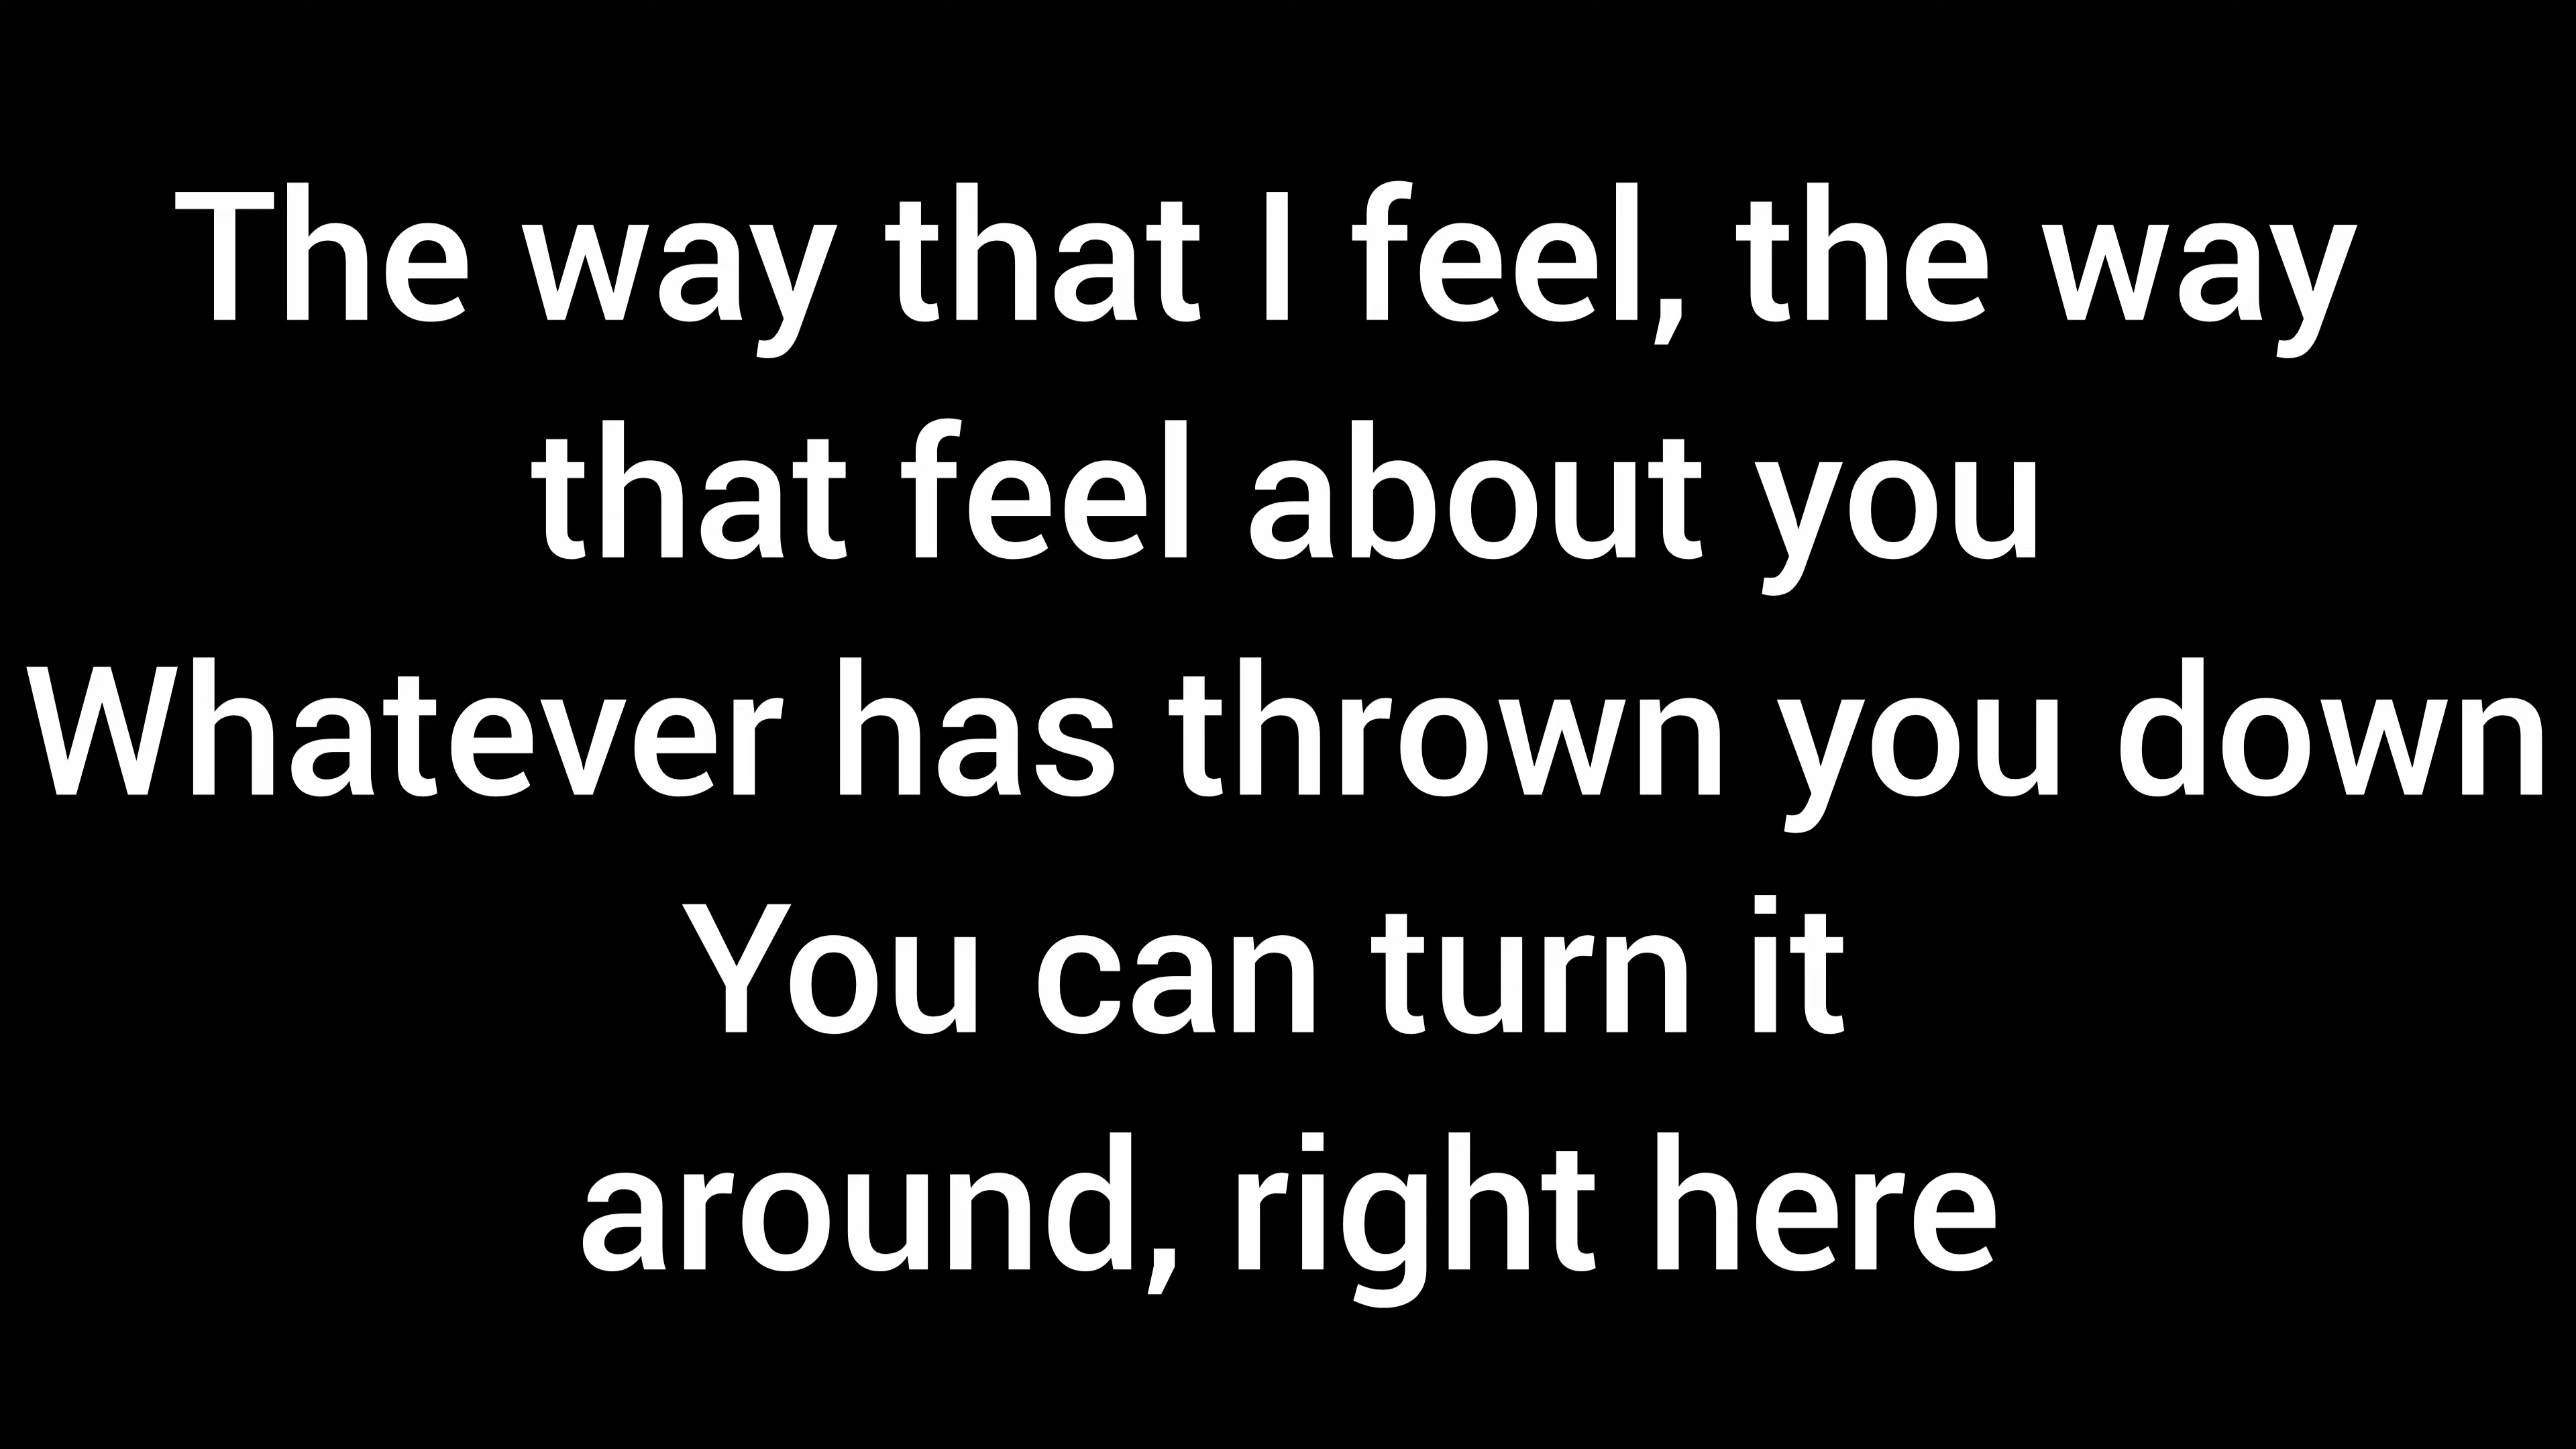 The way that I feel, the way
that feel about you
Whatever has thrown you down
You can turn it
around, right here